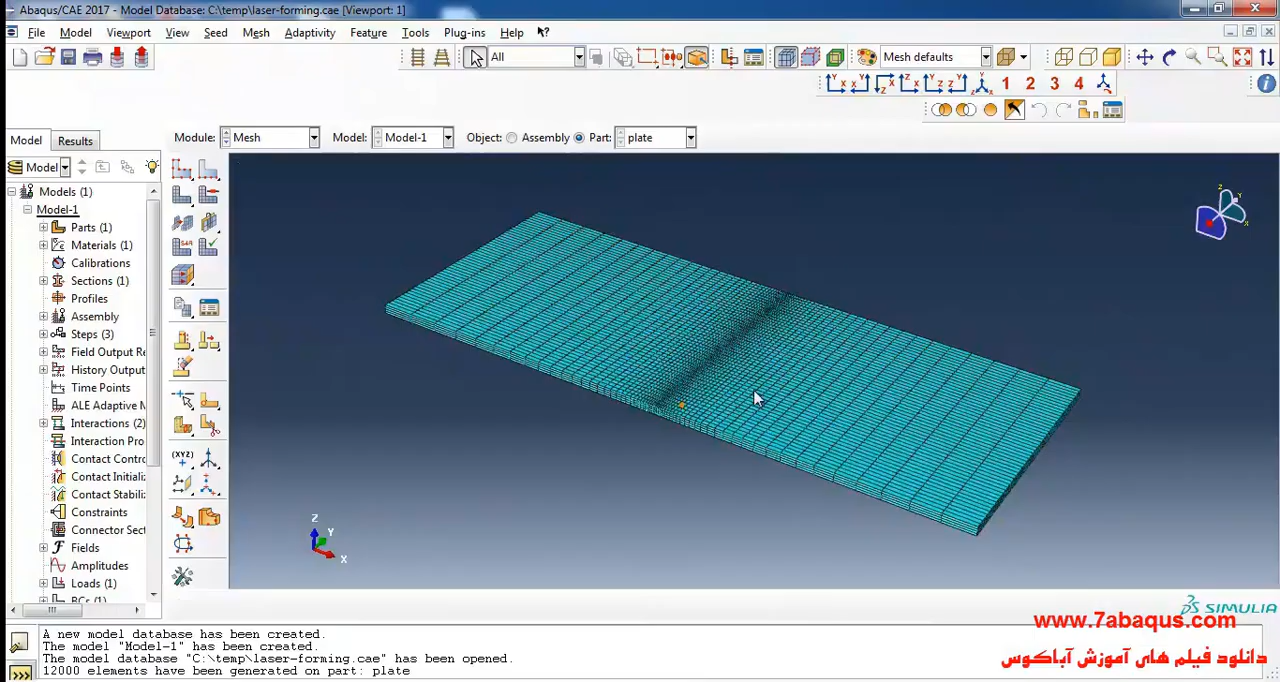 Abaqus/CAE 2017 - Model Database: C:\temp\laser-forming.cae [Viewport: 1]
File Model Viewport View Seed Mesh Adaptivity Feature Tools Plug-ins Help
All
Mesh defaults
1 2 3 4
Model Results
Module: Mesh Model: Model-1 Object: Assembly Part: plate
Model
Models (1)
Model-1
Parts (1)
Materials (1)
Calibrations
Sections (1)
Profiles
Assembly
Steps (3)
Field Output Re
History Output
Time Points
ALE Adaptive M
Interactions (2)
Interaction Pro
Contact Contro
Contact Initializ
Contact Stabiliz
Constraints
Connector Sect
Fields
Amplitudes
Loads (1)
BCs (1)
Z
Y
X
Z
Y
X
SIMULIA
www.7abaqus.com
دانلود فیلم های آموزش آباکوس
A new model database has been created.
The model "Model-1" has been created.
The model database "C:\temp\laser-forming.cae" has been opened.
12000 elements have been generated on part: plate